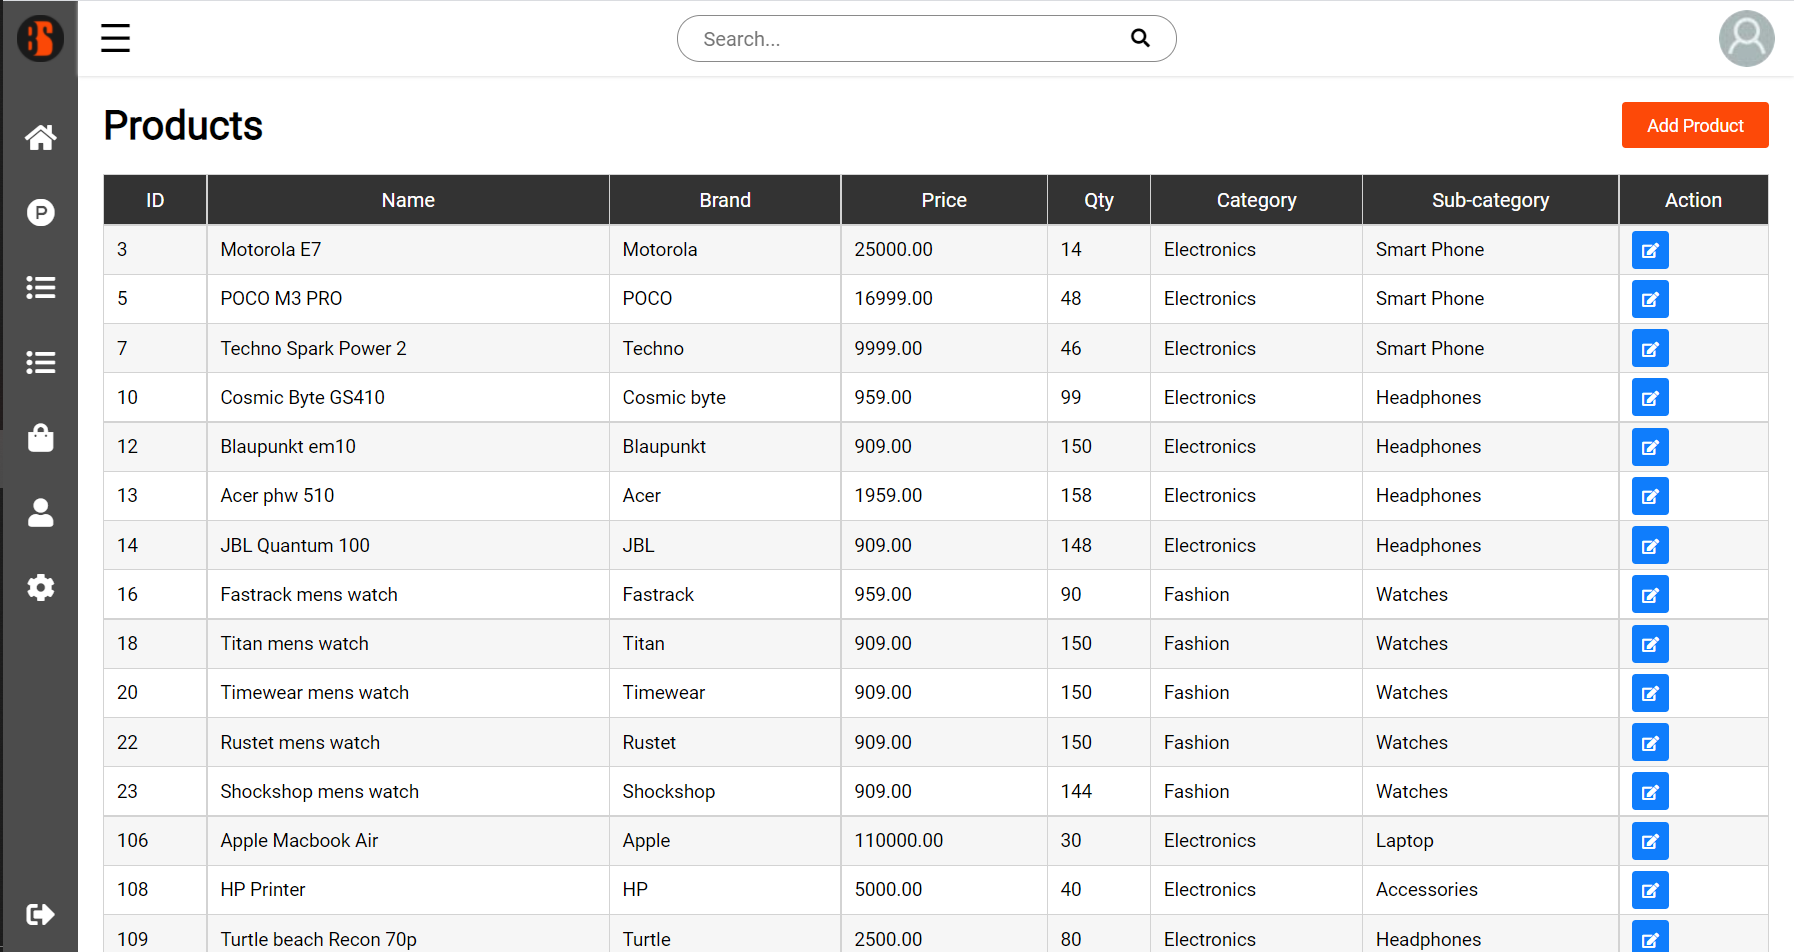 BS
Search...
Products
Add Product
ID Name Brand Price Qty Category Sub-category Action
3 Motorola E7 Motorola 25000.00 14 Electronics Smart Phone
5 POCO M3 PRO POCO 16999.00 48 Electronics Smart Phone
7 Techno Spark Power 2 Techno 9999.00 46 Electronics Smart Phone
10 Cosmic Byte GS410 Cosmic byte 959.00 99 Electronics Headphones
12 Blaupunkt em10 Blaupunkt 909.00 150 Electronics Headphones
13 Acer phw 510 Acer 1959.00 158 Electronics Headphones
14 JBL Quantum 100 JBL 909.00 148 Electronics Headphones
16 Fastrack mens watch Fastrack 959.00 90 Fashion Watches
18 Titan mens watch Titan 909.00 150 Fashion Watches
20 Timewear mens watch Timewear 909.00 150 Fashion Watches
22 Rustet mens watch Rustet 909.00 150 Fashion Watches
23 Shockshop mens watch Shockshop 909.00 144 Fashion Watches
106 Apple Macbook Air Apple 110000.00 30 Electronics Laptop
108 HP Printer HP 5000.00 40 Electronics Accessories
109 Turtle beach Recon 70p Turtle 2500.00 80 Electronics Headphones
P